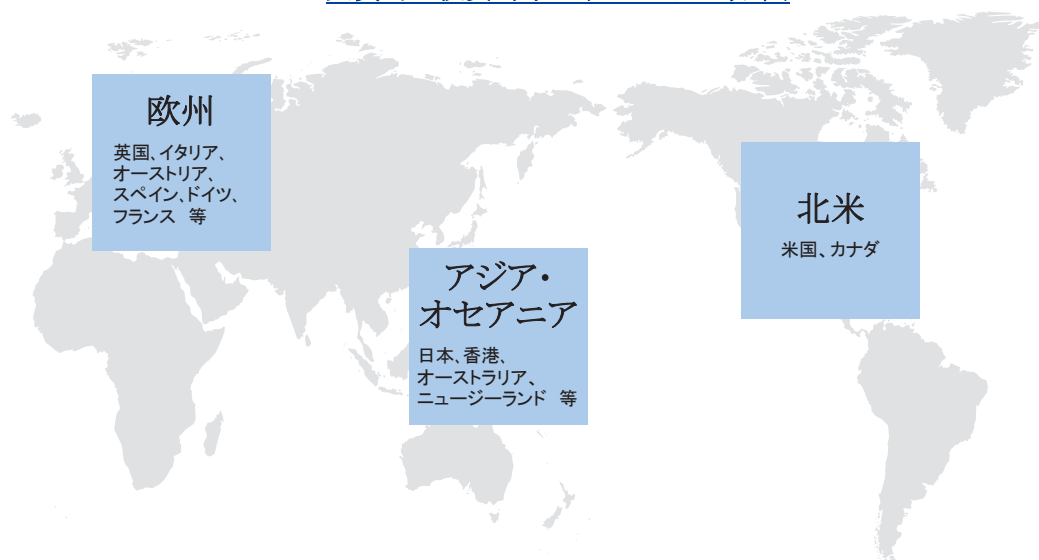 欧州
英国、イタリア、
オーストリア、
スペイン、ドイツ、
フランス 等
アジア・
オセアニア
日本、香港、
オーストラリア、
ニュージーランド 等
北米
米国、カナダ